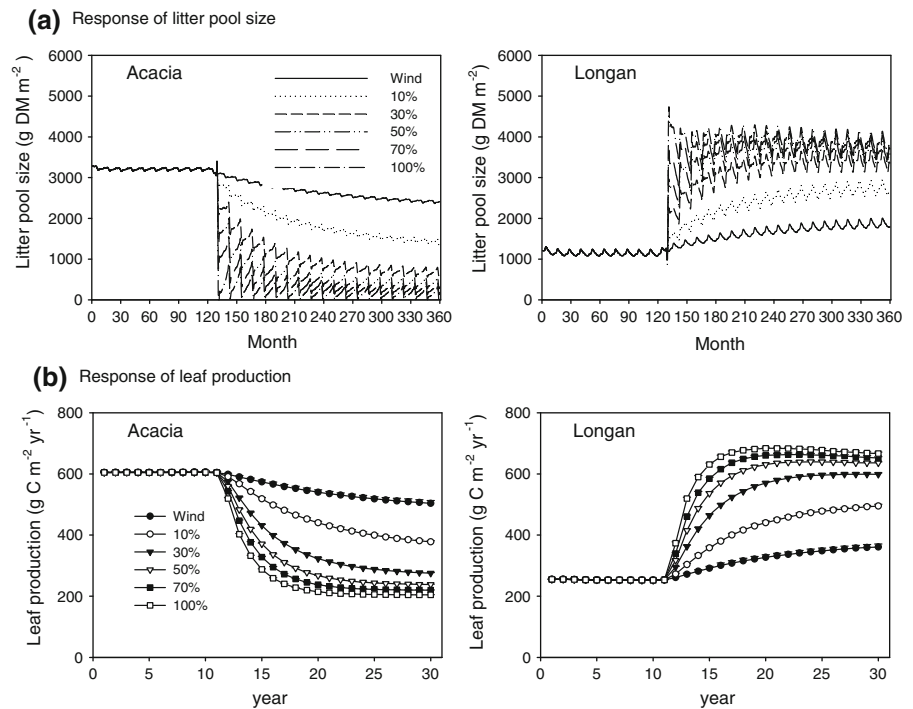 (a) Response of litter pool size
Acacia
Wind
10%
30%
50%
70%
100%
Litter pool size (g DM m⁻²)
6000
5000
4000
3000
2000
1000
0
0 30 60 90 120 150 180 210 240 270 300 330 360
Month
Longan
Litter pool size (g DM m⁻²)
6000
5000
4000
3000
2000
1000
0
0 30 60 90 120 150 180 210 240 270 300 330 360
Month
(b) Response of leaf production
Acacia
Wind
10%
30%
50%
70%
100%
Leaf production (g C m⁻² yr⁻¹)
800
600
400
200
0
0 5 10 15 20 25 30
year
Longan
Leaf production (g C m⁻² yr⁻¹)
800
600
400
200
0
0 5 10 15 20 25 30
year